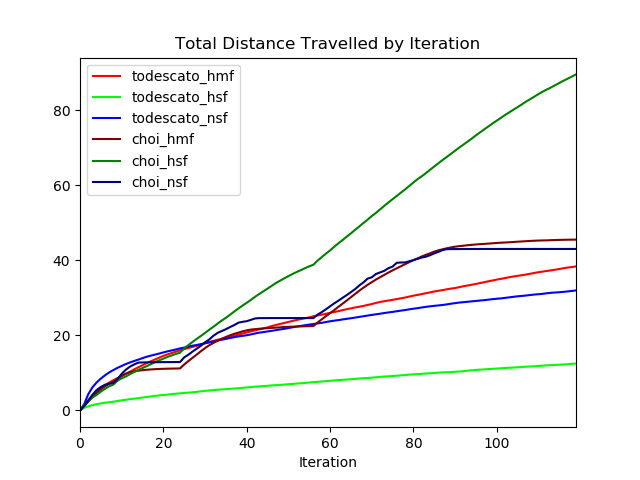 Total Distance Travelled by Iteration
todescato_hmf
todescato_hsf
todescato_nsf
choi_hmf
choi_hsf
choi_nsf
80
60
40
20
0
0 20 40 60 80 100
Iteration